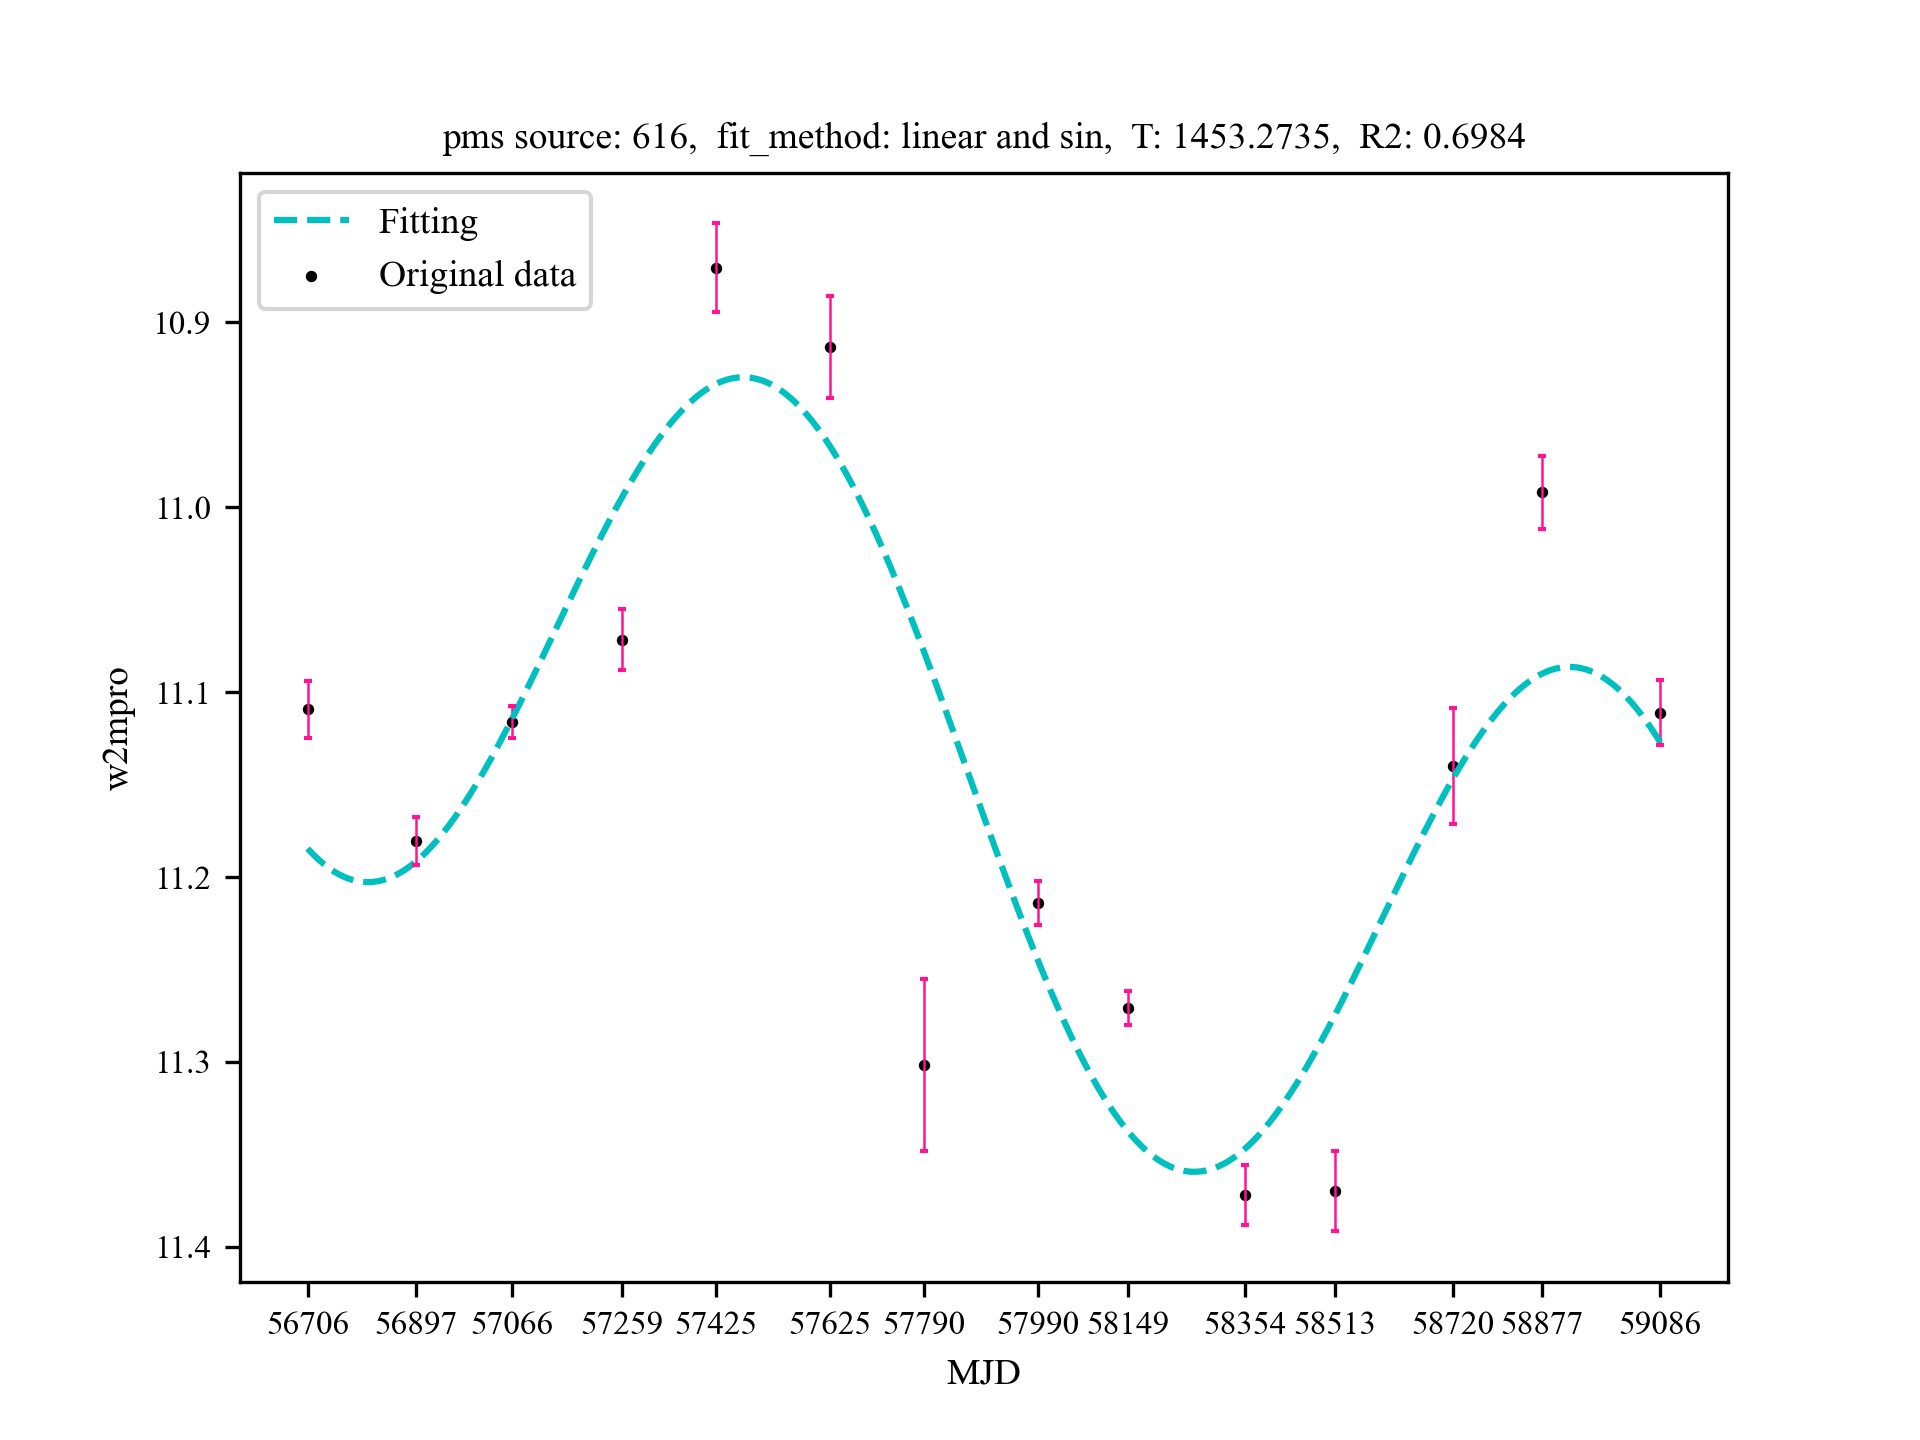 pms source: 616,  fit_method: linear and sin,  T: 1453.2735,  R2: 0.6984
Fitting
Original data
10.9
11.0
11.1
11.2
11.3
11.4
w2mpro
56706 56897 57066 57259 57425 57625 57790 57990 58149 58354 58513 58720 58877 59086
MJD